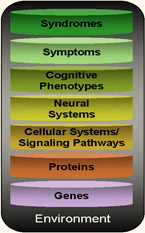 Syndromes
Symptoms
Cognitive
Phenotypes
Neural
Systems
Cellular Systems/
Signaling Pathways
Proteins
Genes
Environment